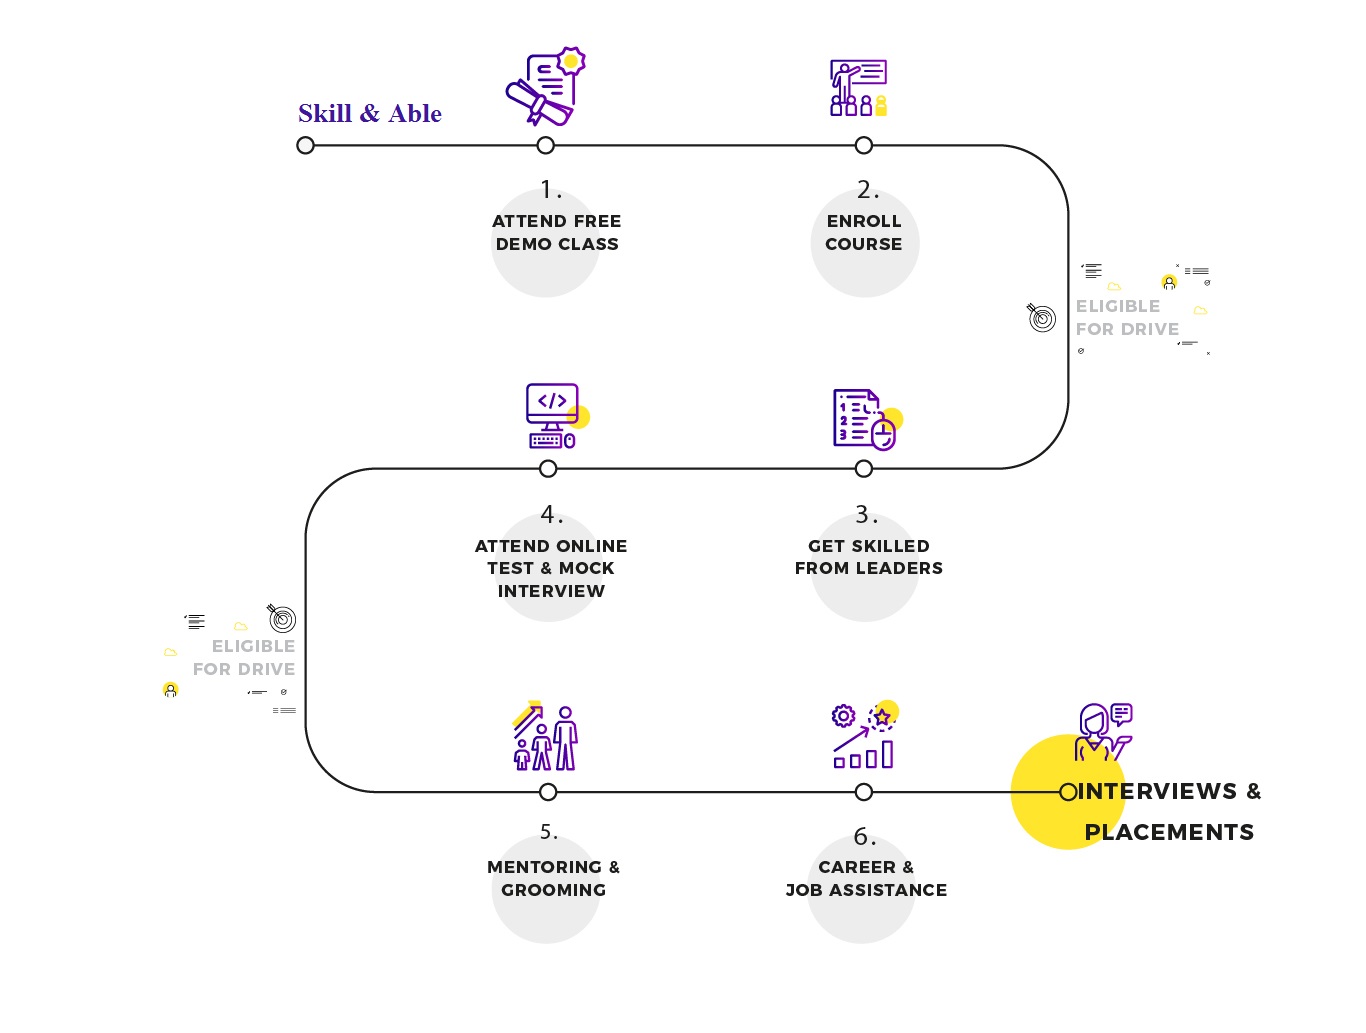 Skill & Able
1.
ATTEND FREE
DEMO CLASS
2.
ENROLL
COURSE
ELIGIBLE
FOR DRIVE
3.
GET SKILLED
FROM LEADERS
4.
ATTEND ONLINE
TEST & MOCK
INTERVIEW
ELIGIBLE
FOR DRIVE
5.
MENTORING &
GROOMING
6.
CAREER &
JOB ASSISTANCE
INTERVIEWS &
PLACEMENTS